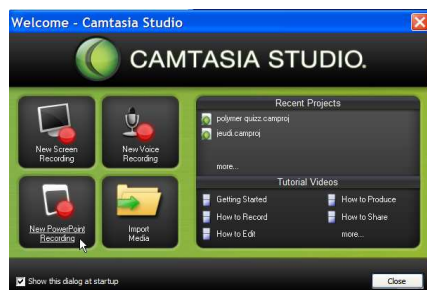 Welcome - Camtasia Studio
CAMTASIA STUDIO.
New Screen
Recording
New Voice
Recording
New PowerPoint
Recording
Import
Media
Recent Projects
polymer quizz.camproj
jeudi.camproj
more...
Tutorial Videos
Getting Started
How to Produce
How to Record
How to Share
How to Edit
more...
Show this dialog at startup
Close